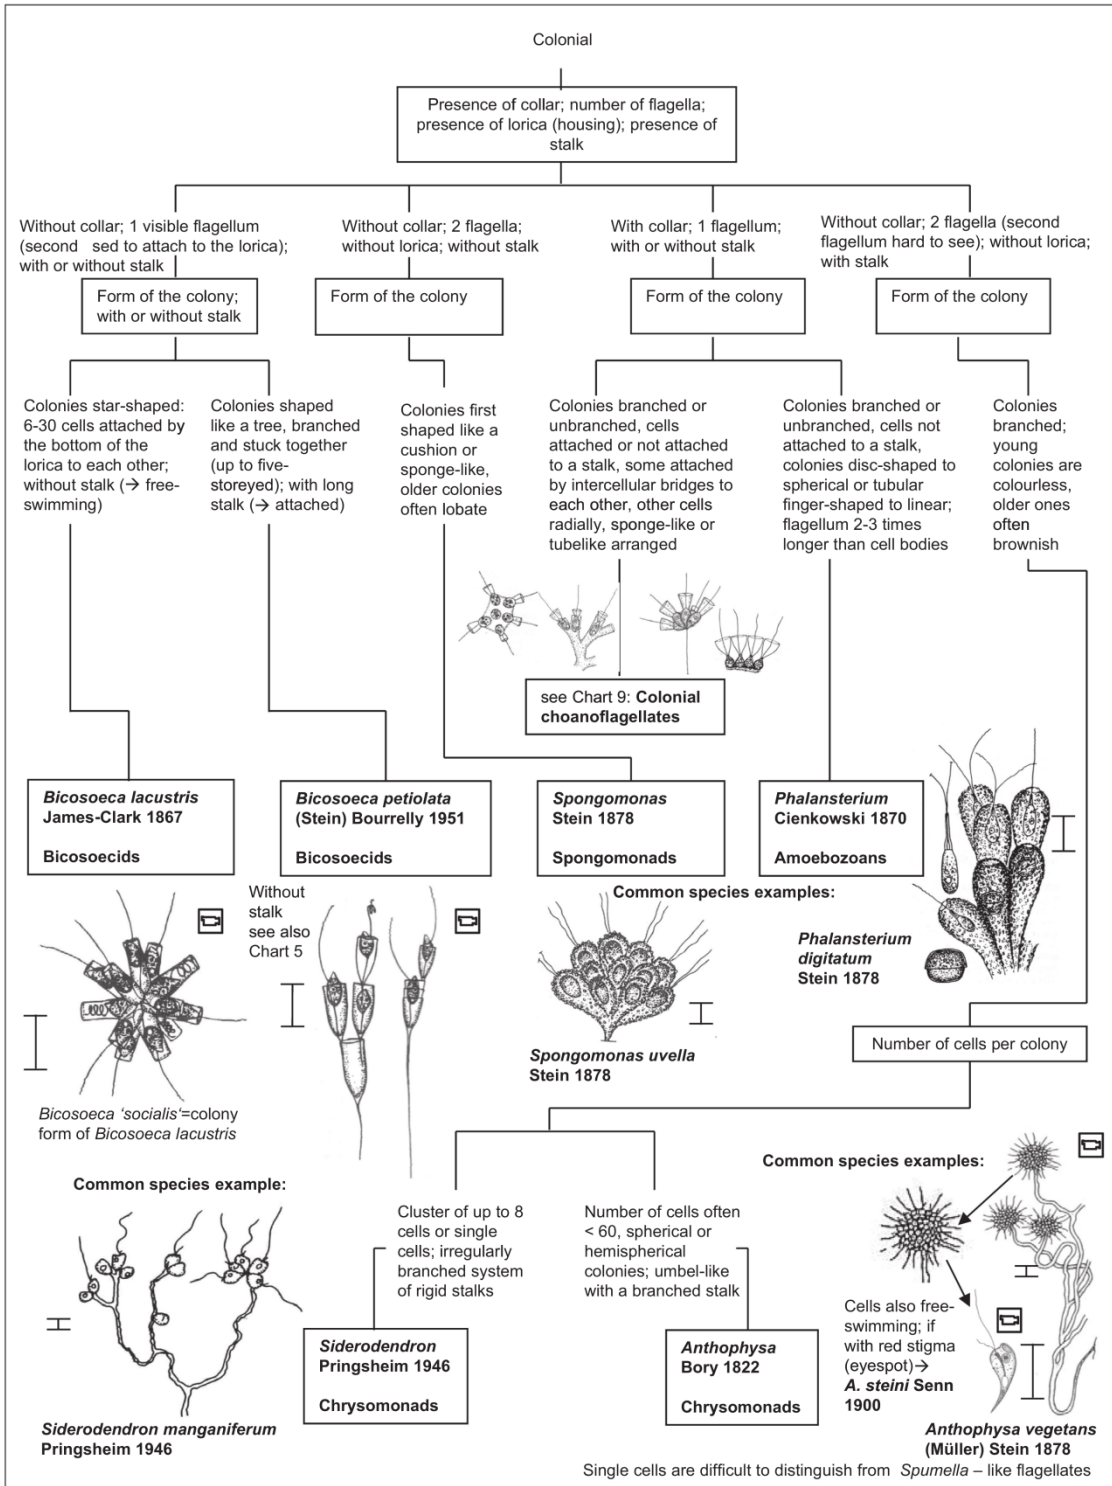 Colonial
Presence of collar; number of flagella;
presence of lorica (housing); presence of
stalk
Without collar; 1 visible flagellum
(second sed to attach to the lorica);
with or without stalk
Without collar; 2 flagella;
without lorica; without stalk
With collar; 1 flagellum;
with or without stalk
Without collar; 2 flagella (second
flagellum hard to see); without lorica;
with stalk
Form of the colony;
with or without stalk
Form of the colony
Form of the colony
Form of the colony
Colonies star-shaped:
6-30 cells attached by
the bottom of the
lorica to each other;
without stalk (→ free-
swimming)
Colonies shaped
like a tree, branched
and stuck together
(up to five-
storeyed); with long
stalk (→ attached)
Colonies first
shaped like a
cushion or
sponge-like,
older colonies
often lobate
Colonies branched or
unbranched, cells
attached or not attached
to a stalk, some attached
by intercellular bridges to
each other, other cells
radially, sponge-like or
tubelike arranged
Colonies branched or
unbranched, cells not
attached to a stalk,
colonies disc-shaped to
spherical or tubular
finger-shaped to linear;
flagellum 2-3 times
longer than cell bodies
Colonies
branched;
young
colonies are
colourless,
older ones
often
brownish
see Chart 9: Colonial
choanoflagellates
Bicosoeca lacustris
James-Clark 1867
Bicosoecids
Bicosoeca petiolata
(Stein) Bourrelly 1951
Bicosoecids
Spongomonas
Stein 1878
Spongomonads
Phalansterium
Cienkowski 1870
Amoebozoans
Without
stalk
see also
Chart 5
Common species examples:
Phalansterium
digitatum
Stein 1878
Spongomonas uvella
Stein 1878
Number of cells per colony
Bicosoeca ‘socialis‘=colony
form of Bicosoeca lacustris
Common species example:
Cluster of up to 8
cells or single
cells; irregularly
branched system
of rigid stalks
Number of cells often
< 60, spherical or
hemispherical
colonies; umbel-like
with a branched stalk
Common species examples:
Cells also free-
swimming; if
with red stigma
(eyespot)→
A. steini Senn
1900
Siderodendron
Pringsheim 1946
Chrysomonads
Anthophysa
Bory 1822
Chrysomonads
Siderodendron manganiferum
Pringsheim 1946
Anthophysa vegetans
(Müller) Stein 1878
Single cells are difficult to distinguish from Spumella – like flagellates